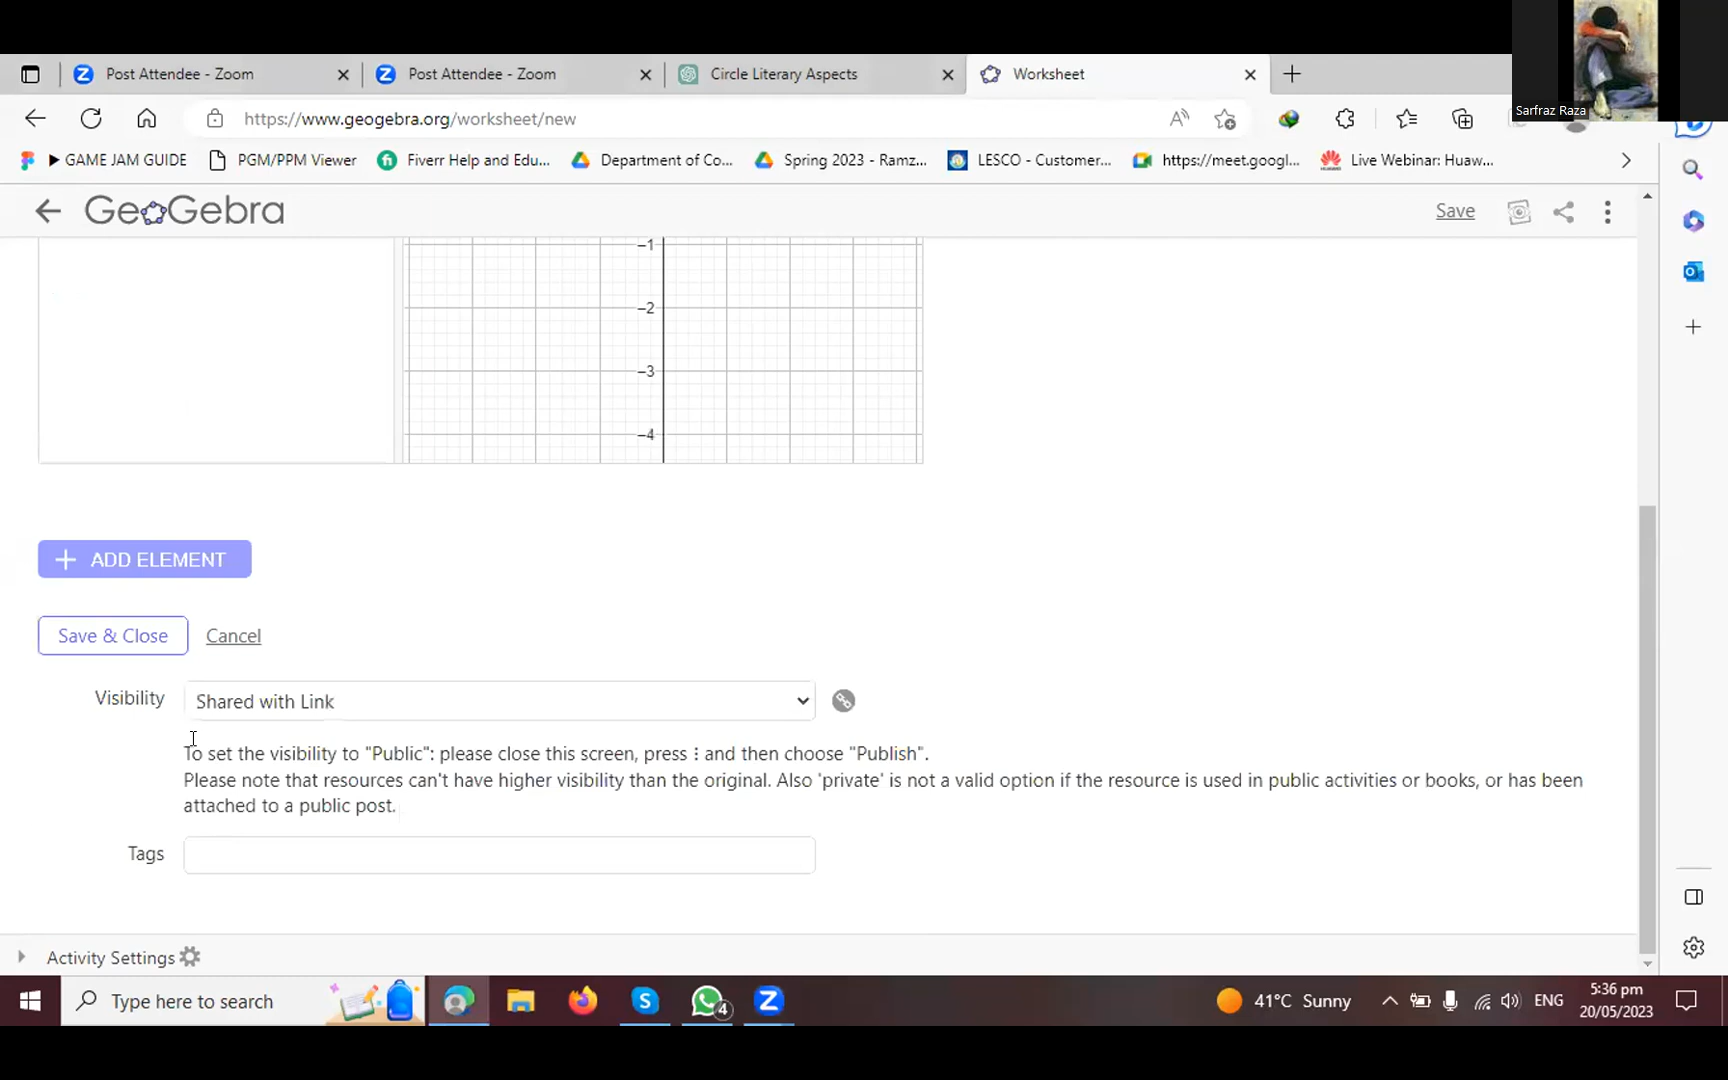 Sarfraz Raza
Post Attendee - Zoom
Post Attendee - Zoom
Circle Literary Aspects
Worksheet
https://www.geogebra.org/worksheet/new
GAME JAM GUIDE
PGM/PPM Viewer
Fiverr Help and Edu...
Department of Co...
Spring 2023 - Ramz...
LESCO - Customer...
https://meet.googl...
Live Webinar: Huaw...
GeoGebra
Save
−1
−2
−3
−4
+ ADD ELEMENT
Save & Close Cancel
Visibility Shared with Link
To set the visibility to "Public": please close this screen, press ⋮ and then choose "Publish".
Please note that resources can't have higher visibility than the original. Also 'private' is not a valid option if the resource is used in public activities or books, or has been
attached to a public post.
Tags
Activity Settings
Type here to search
4
41°C Sunny
ENG
5:36 pm
20/05/2023